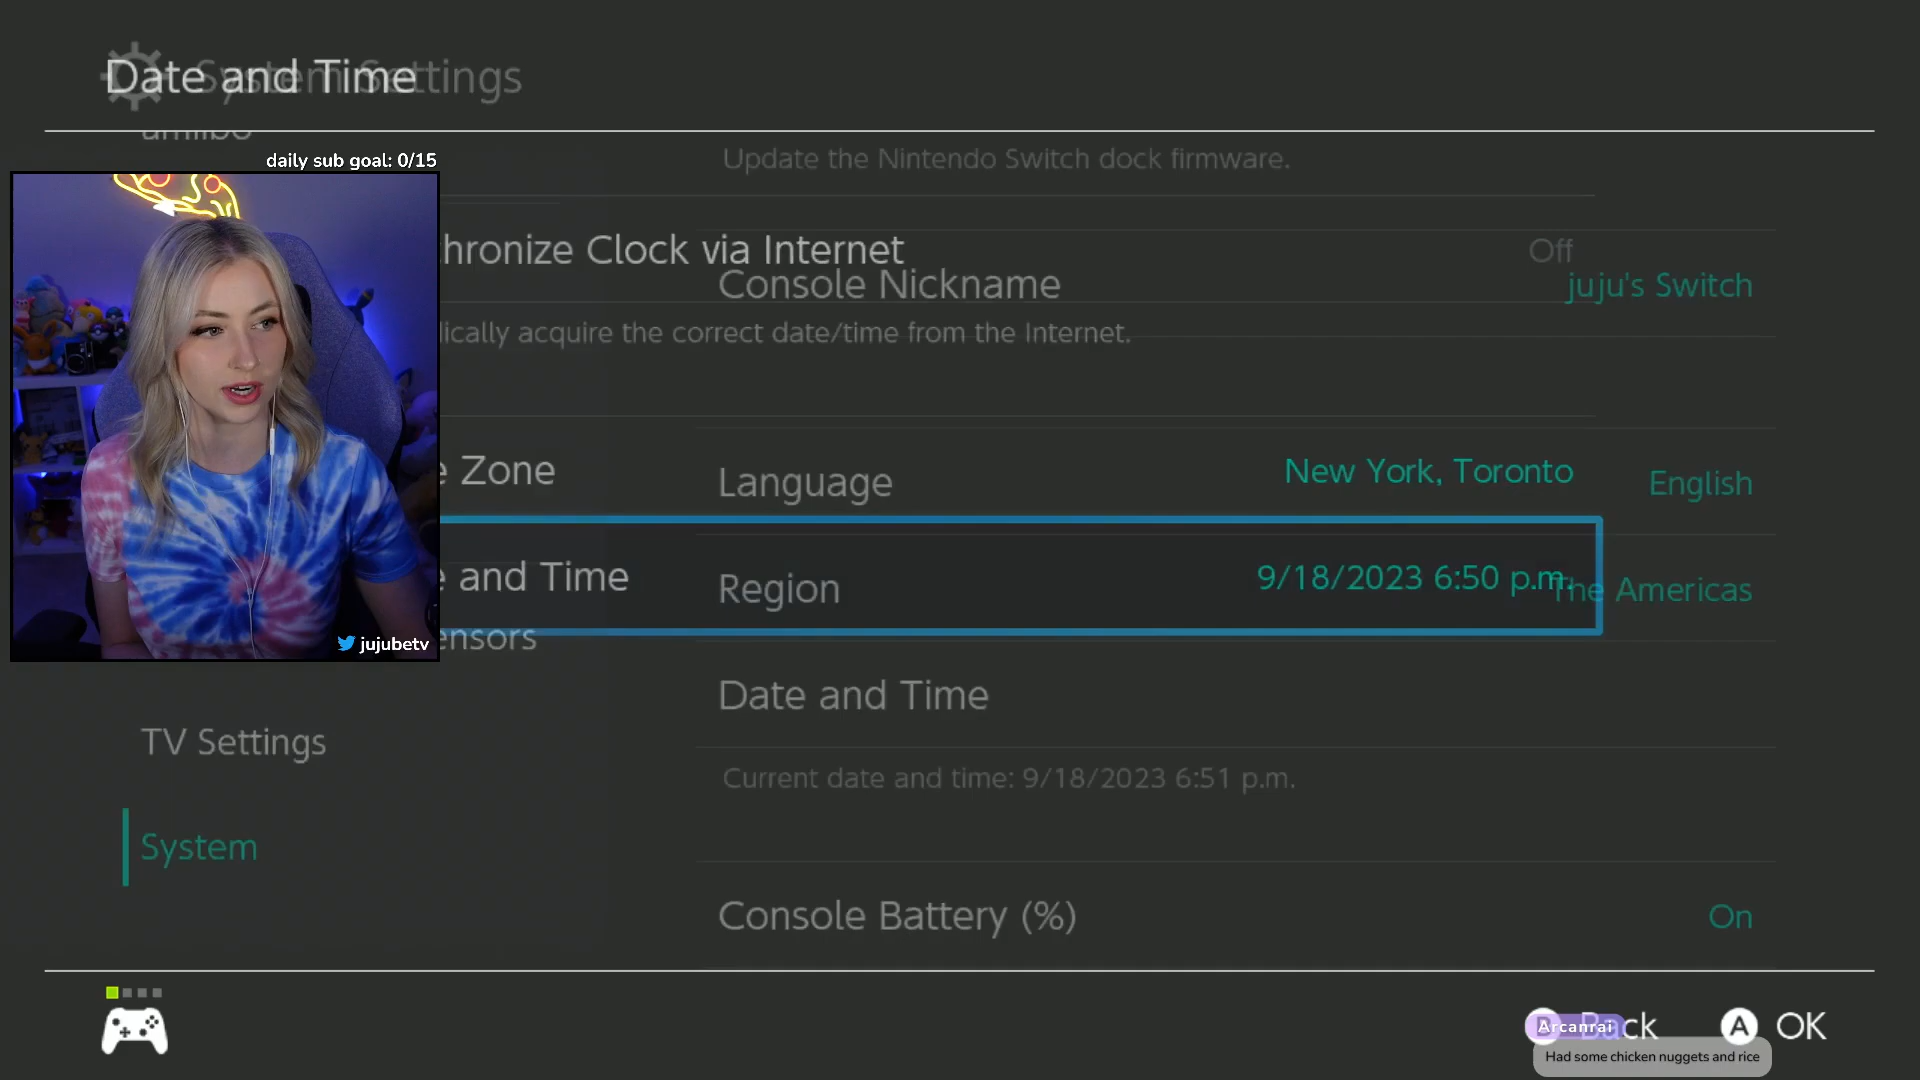 Date and Time
System Settings
amiibo
daily sub goal: 0/15
Update the Nintendo Switch dock firmware.
chronize Clock via Internet
Off
Console Nickname
juju's Switch
ically acquire the correct date/time from the Internet.
e Zone
New York, Toronto
Language
English
e and Time
9/18/2023 6:50 p.m.
Region
The Americas
ensors
jujubetv
Date and Time
TV Settings
Current date and time: 9/18/2023 6:51 p.m.
System
Console Battery (%)
On
B Back
A OK
Arcanrai
Had some chicken nuggets and rice